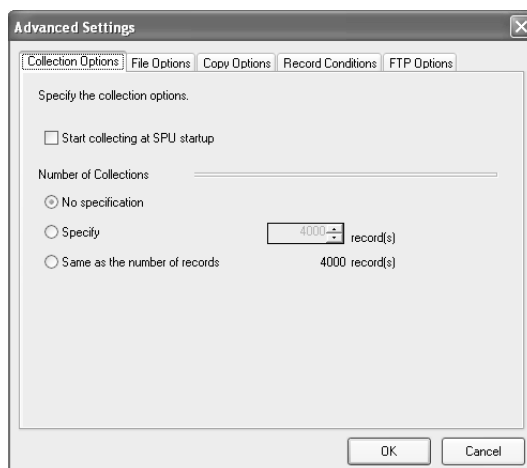 Advanced Settings
Collection Options File Options Copy Options Record Conditions FTP Options
Specify the collection options.
Start collecting at SPU startup
Number of Collections
No specification
Specify 4000 record(s)
Same as the number of records 4000 record(s)
OK Cancel